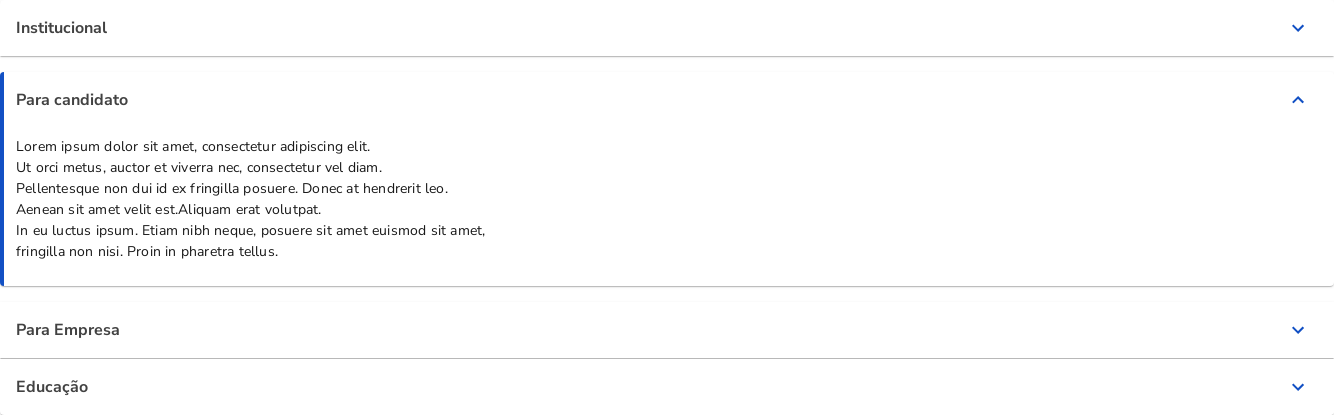 Institucional
Para candidato
Lorem ipsum dolor sit amet, consectetur adipiscing elit.
Ut orci metus, auctor et viverra nec, consectetur vel diam.
Pellentesque non dui id ex fringilla posuere. Donec at hendrerit leo.
Aenean sit amet velit est.Aliquam erat volutpat.
In eu luctus ipsum. Etiam nibh neque, posuere sit amet euismod sit amet,
fringilla non nisi. Proin in pharetra tellus.
Para Empresa
Educação